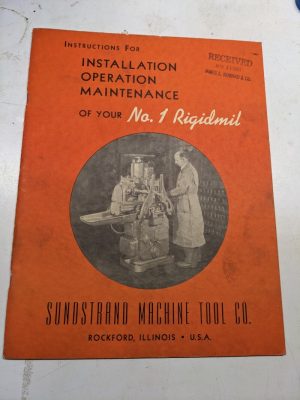 INSTRUCTIONS FOR
INSTALLATION
OPERATION
MAINTENANCE
OF YOUR No. 1 Rigidmil
RECEIVED
SUNDSTRAND MACHINE TOOL CO.
ROCKFORD, ILLINOIS • U.S.A.